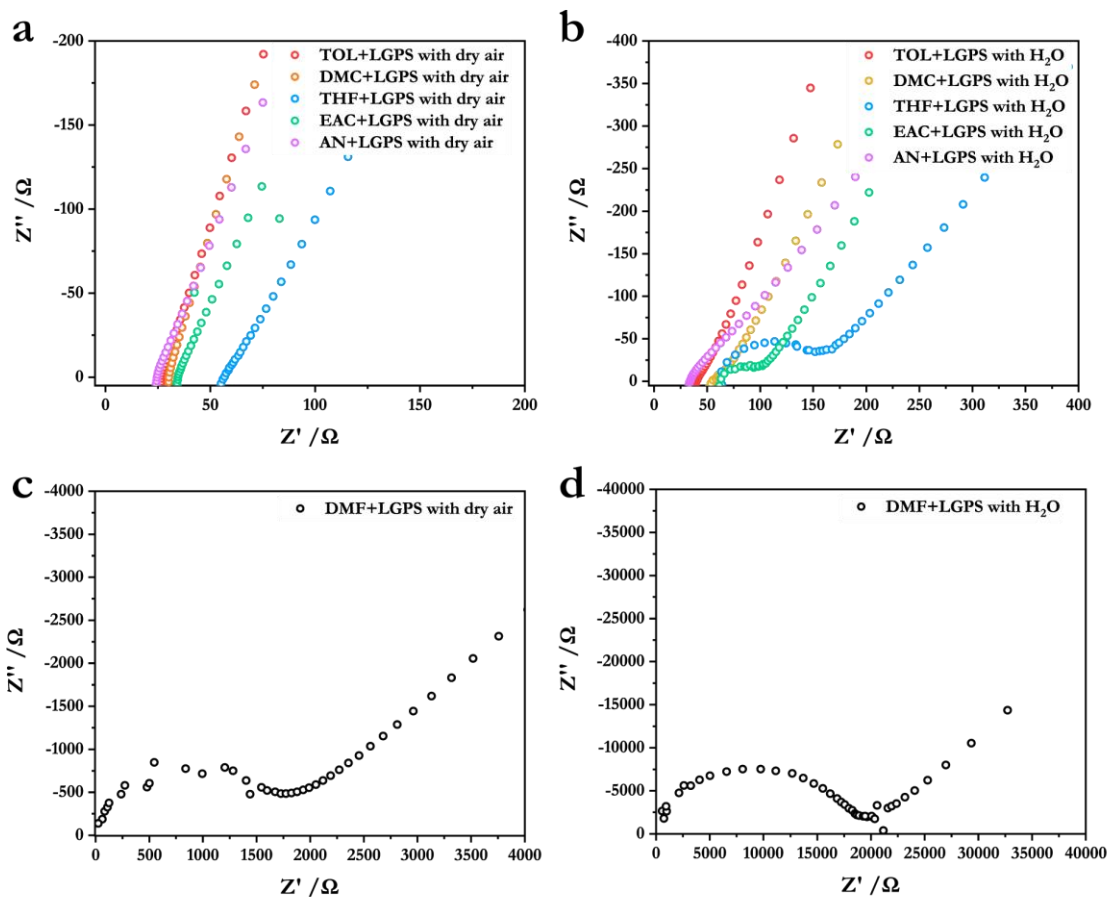 a
-200
-150
-100
-50
0
Z'' /Ω
TOL+LGPS with dry air
DMC+LGPS with dry air
THF+LGPS with dry air
EAC+LGPS with dry air
AN+LGPS with dry air
0 50 100 150 200
Z' /Ω
b
-400
-350
-300
-250
-200
-150
-100
-50
0
Z'' /Ω
TOL+LGPS with H₂O
DMC+LGPS with H₂O
THF+LGPS with H₂O
EAC+LGPS with H₂O
AN+LGPS with H₂O
0 50 100 150 200 250 300 350 400
Z' /Ω
c
-4000
-3500
-3000
-2500
-2000
-1500
-1000
-500
0
Z'' /Ω
DMF+LGPS with dry air
0 500 1000 1500 2000 2500 3000 3500 4000
Z' /Ω
d
-40000
-35000
-30000
-25000
-20000
-15000
-10000
-5000
0
Z'' /Ω
DMF+LGPS with H₂O
0 5000 10000 15000 20000 25000 30000 35000 40000
Z' /Ω